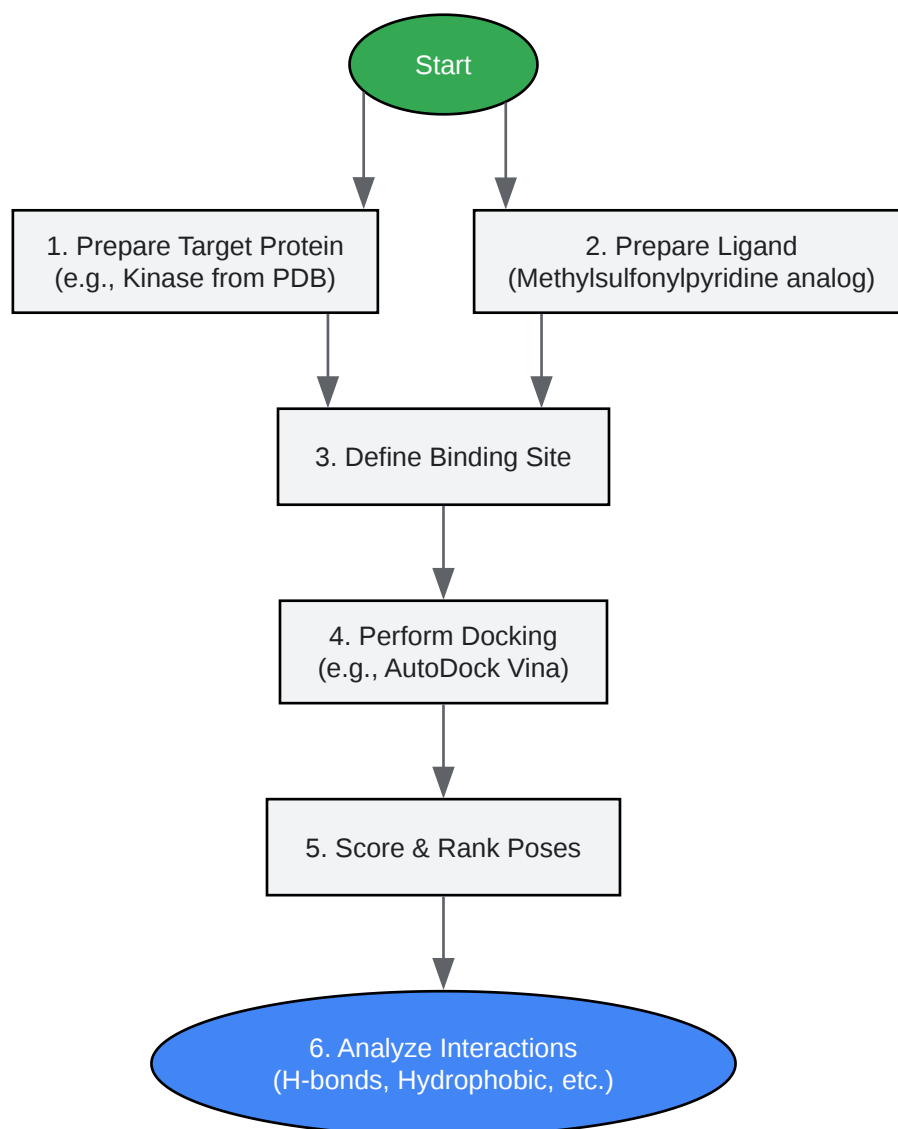 Start
1. Prepare Target Protein
(e.g., Kinase from PDB)
2. Prepare Ligand
(Methylsulfonylpyridine analog)
3. Define Binding Site
4. Perform Docking
(e.g., AutoDock Vina)
5. Score & Rank Poses
6. Analyze Interactions
(H-bonds, Hydrophobic, etc.)